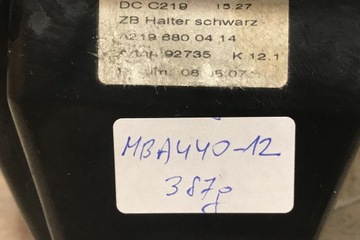 DC C219 15.27
ZB Halter schwarz
A219 680 04 14
92735 K 12.1
08.05.07
MBA440-12
387g